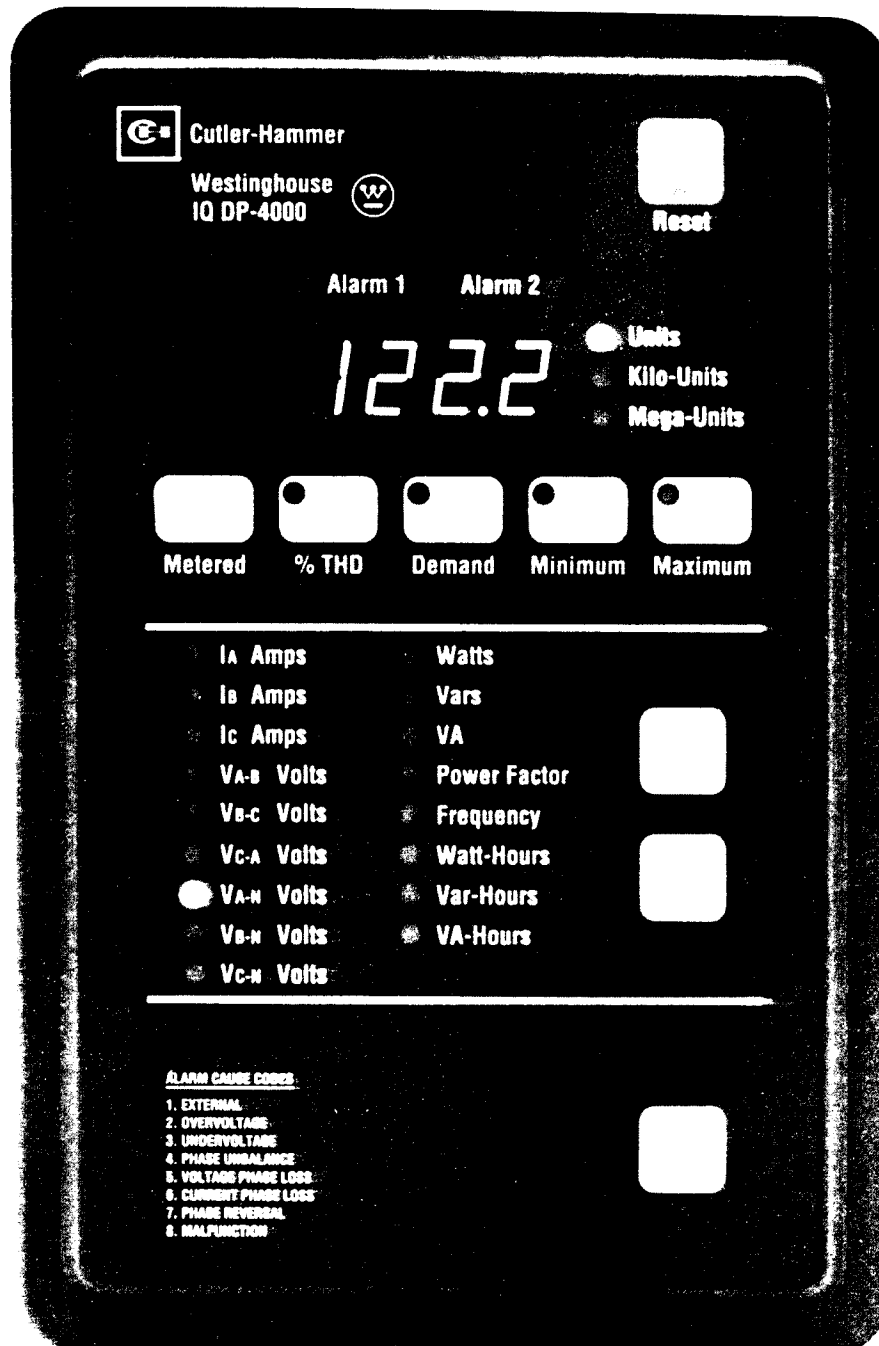 Cutler-Hammer
Westinghouse
IQ DP-4000
W
Reset
Alarm 1 Alarm 2
122.2
Units
Kilo-Units
Mega-Units
Metered % THD Demand Minimum Maximum
IA Amps
IB Amps
IC Amps
VA-B Volts
VB-C Volts
VC-A Volts
VA-N Volts
VB-N Volts
VC-N Volts
Watts
Vars
VA
Power Factor
Frequency
Watt-Hours
Var-Hours
VA-Hours
ALARM CAUSE CODES
1. EXTERNAL
2. OVERVOLTAGE
3. UNDERVOLTAGE
4. PHASE UNBALANCE
5. VOLTAGE PHASE LOSS
6. CURRENT PHASE LOSS
7. PHASE REVERSAL
8. MALFUNCTION